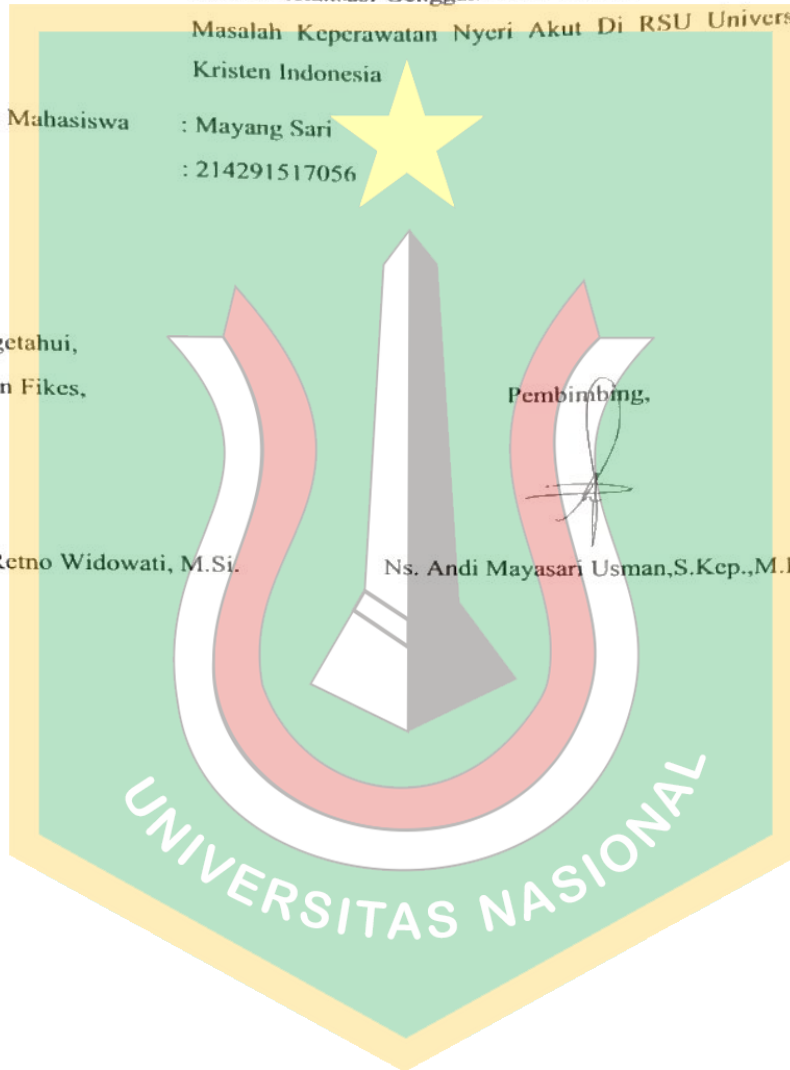 Masalah Keperawatan Nyeri Akut Di RSU Univers
Kristen Indonesia
Mahasiswa : Mayang Sari
: 214291517056
getahui,
n Fikes,
Pembimbing,
Retno Widowati, M.Si.
Ns. Andi Mayasari Usman,S.Kep.,M.
UNIVERSITAS NASIONAL